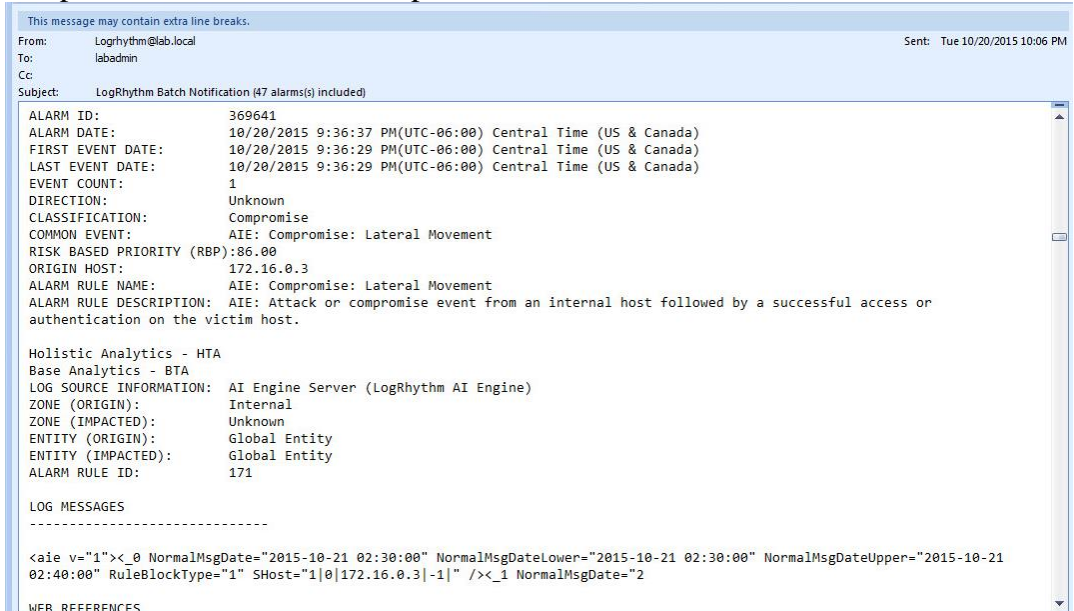 This message may contain extra line breaks.
From: Logrhythm@lab.local Sent: Tue 10/20/2015 10:06 PM
To: labadmin
Cc:
Subject: LogRhythm Batch Notification (47 alarms(s) included)
ALARM ID: 369641
ALARM DATE: 10/20/2015 9:36:37 PM(UTC-06:00) Central Time (US & Canada)
FIRST EVENT DATE: 10/20/2015 9:36:29 PM(UTC-06:00) Central Time (US & Canada)
LAST EVENT DATE: 10/20/2015 9:36:29 PM(UTC-06:00) Central Time (US & Canada)
EVENT COUNT: 1
DIRECTION: Unknown
CLASSIFICATION: Compromise
COMMON EVENT: AIE: Compromise: Lateral Movement
RISK BASED PRIORITY (RBP):86.00
ORIGIN HOST: 172.16.0.3
ALARM RULE NAME: AIE: Compromise: Lateral Movement
ALARM RULE DESCRIPTION: AIE: Attack or compromise event from an internal host followed by a successful access or
authentication on the victim host.
Holistic Analytics - HTA
Base Analytics - BTA
LOG SOURCE INFORMATION: AI Engine Server (LogRhythm AI Engine)
ZONE (ORIGIN): Internal
ZONE (IMPACTED): Unknown
ENTITY (ORIGIN): Global Entity
ENTITY (IMPACTED): Global Entity
ALARM RULE ID: 171
LOG MESSAGES
------------------------------
<aie v="1"><_0 NormalMsgDate="2015-10-21 02:30:00" NormalMsgDateLower="2015-10-21 02:30:00" NormalMsgDateUpper="2015-10-21
02:40:00" RuleBlockType="1" SHost="1|0|172.16.0.3|-1|" /><_1 NormalMsgDate="2
WEB REFERENCES